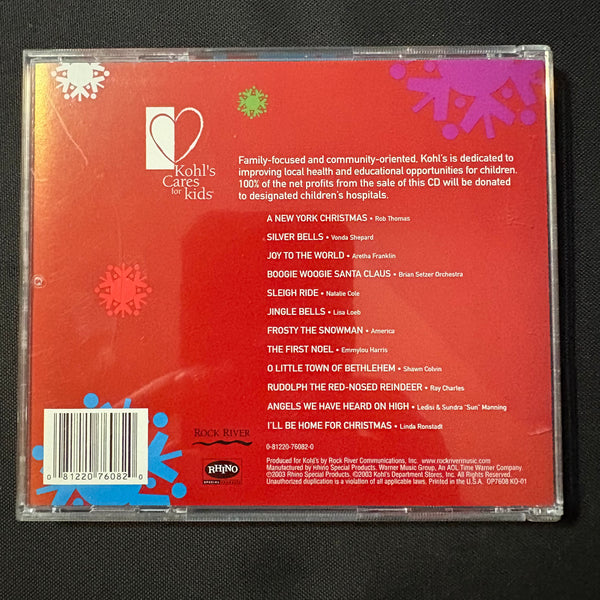 Kohl's
Cares
for
kids
Family-focused and community-oriented, Kohl's is dedicated to
improving local health and educational opportunities for children.
100% of the net profits from the sale of this CD will be donated
to designated children's hospitals.
A NEW YORK CHRISTMAS • Rob Thomas
SILVER BELLS • Vonda Shepard
JOY TO THE WORLD • Aretha Franklin
BOOGIE WOOGIE SANTA CLAUS • Brian Setzer Orchestra
SLEIGH RIDE • Natalie Cole
JINGLE BELLS • Lisa Loeb
FROSTY THE SNOWMAN • America
THE FIRST NOEL • Emmylou Harris
O LITTLE TOWN OF BETHLEHEM • Shawn Colvin
RUDOLPH THE RED-NOSED REINDEER • Ray Charles
ANGELS WE HAVE HEARD ON HIGH • Ledisi & Sundra "Sun" Manning
I'LL BE HOME FOR CHRISTMAS • Linda Ronstadt
0-81220-76082-0
ROCK RIVER
RHINO
SPECIAL
0 81220 76082 0
Produced for Kohl's by Rock River Communications, Inc. www.rockrivermusic.com
Manufactured by Rhino Special Products, Warner Music Group, An AOL Time Warner Company.
℗2003 Rhino Special Products. ©2003 Kohl's Department Stores, Inc. All Rights Reserved.
Unauthorized duplication is a violation of all applicable laws. Printed in the U.S.A. OP7608 KO-01